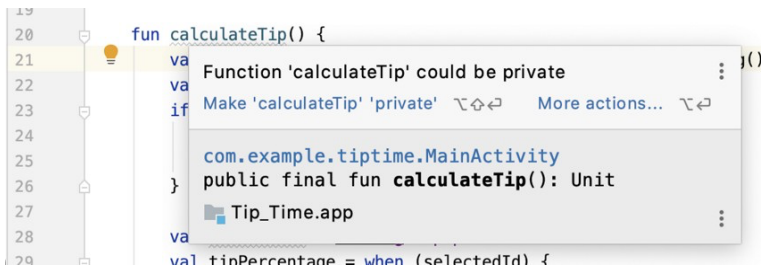 19
20 fun calculateTip() {
21 va g()
22 va
23 if
24
25
26 }
27
28 va
29 val tipPercentage = when (selectedId) {
Function 'calculateTip' could be private
Make 'calculateTip' 'private' ⌥⇧⏎ More actions... ⌥⏎
com.example.tiptime.MainActivity
public final fun calculateTip(): Unit
Tip_Time.app